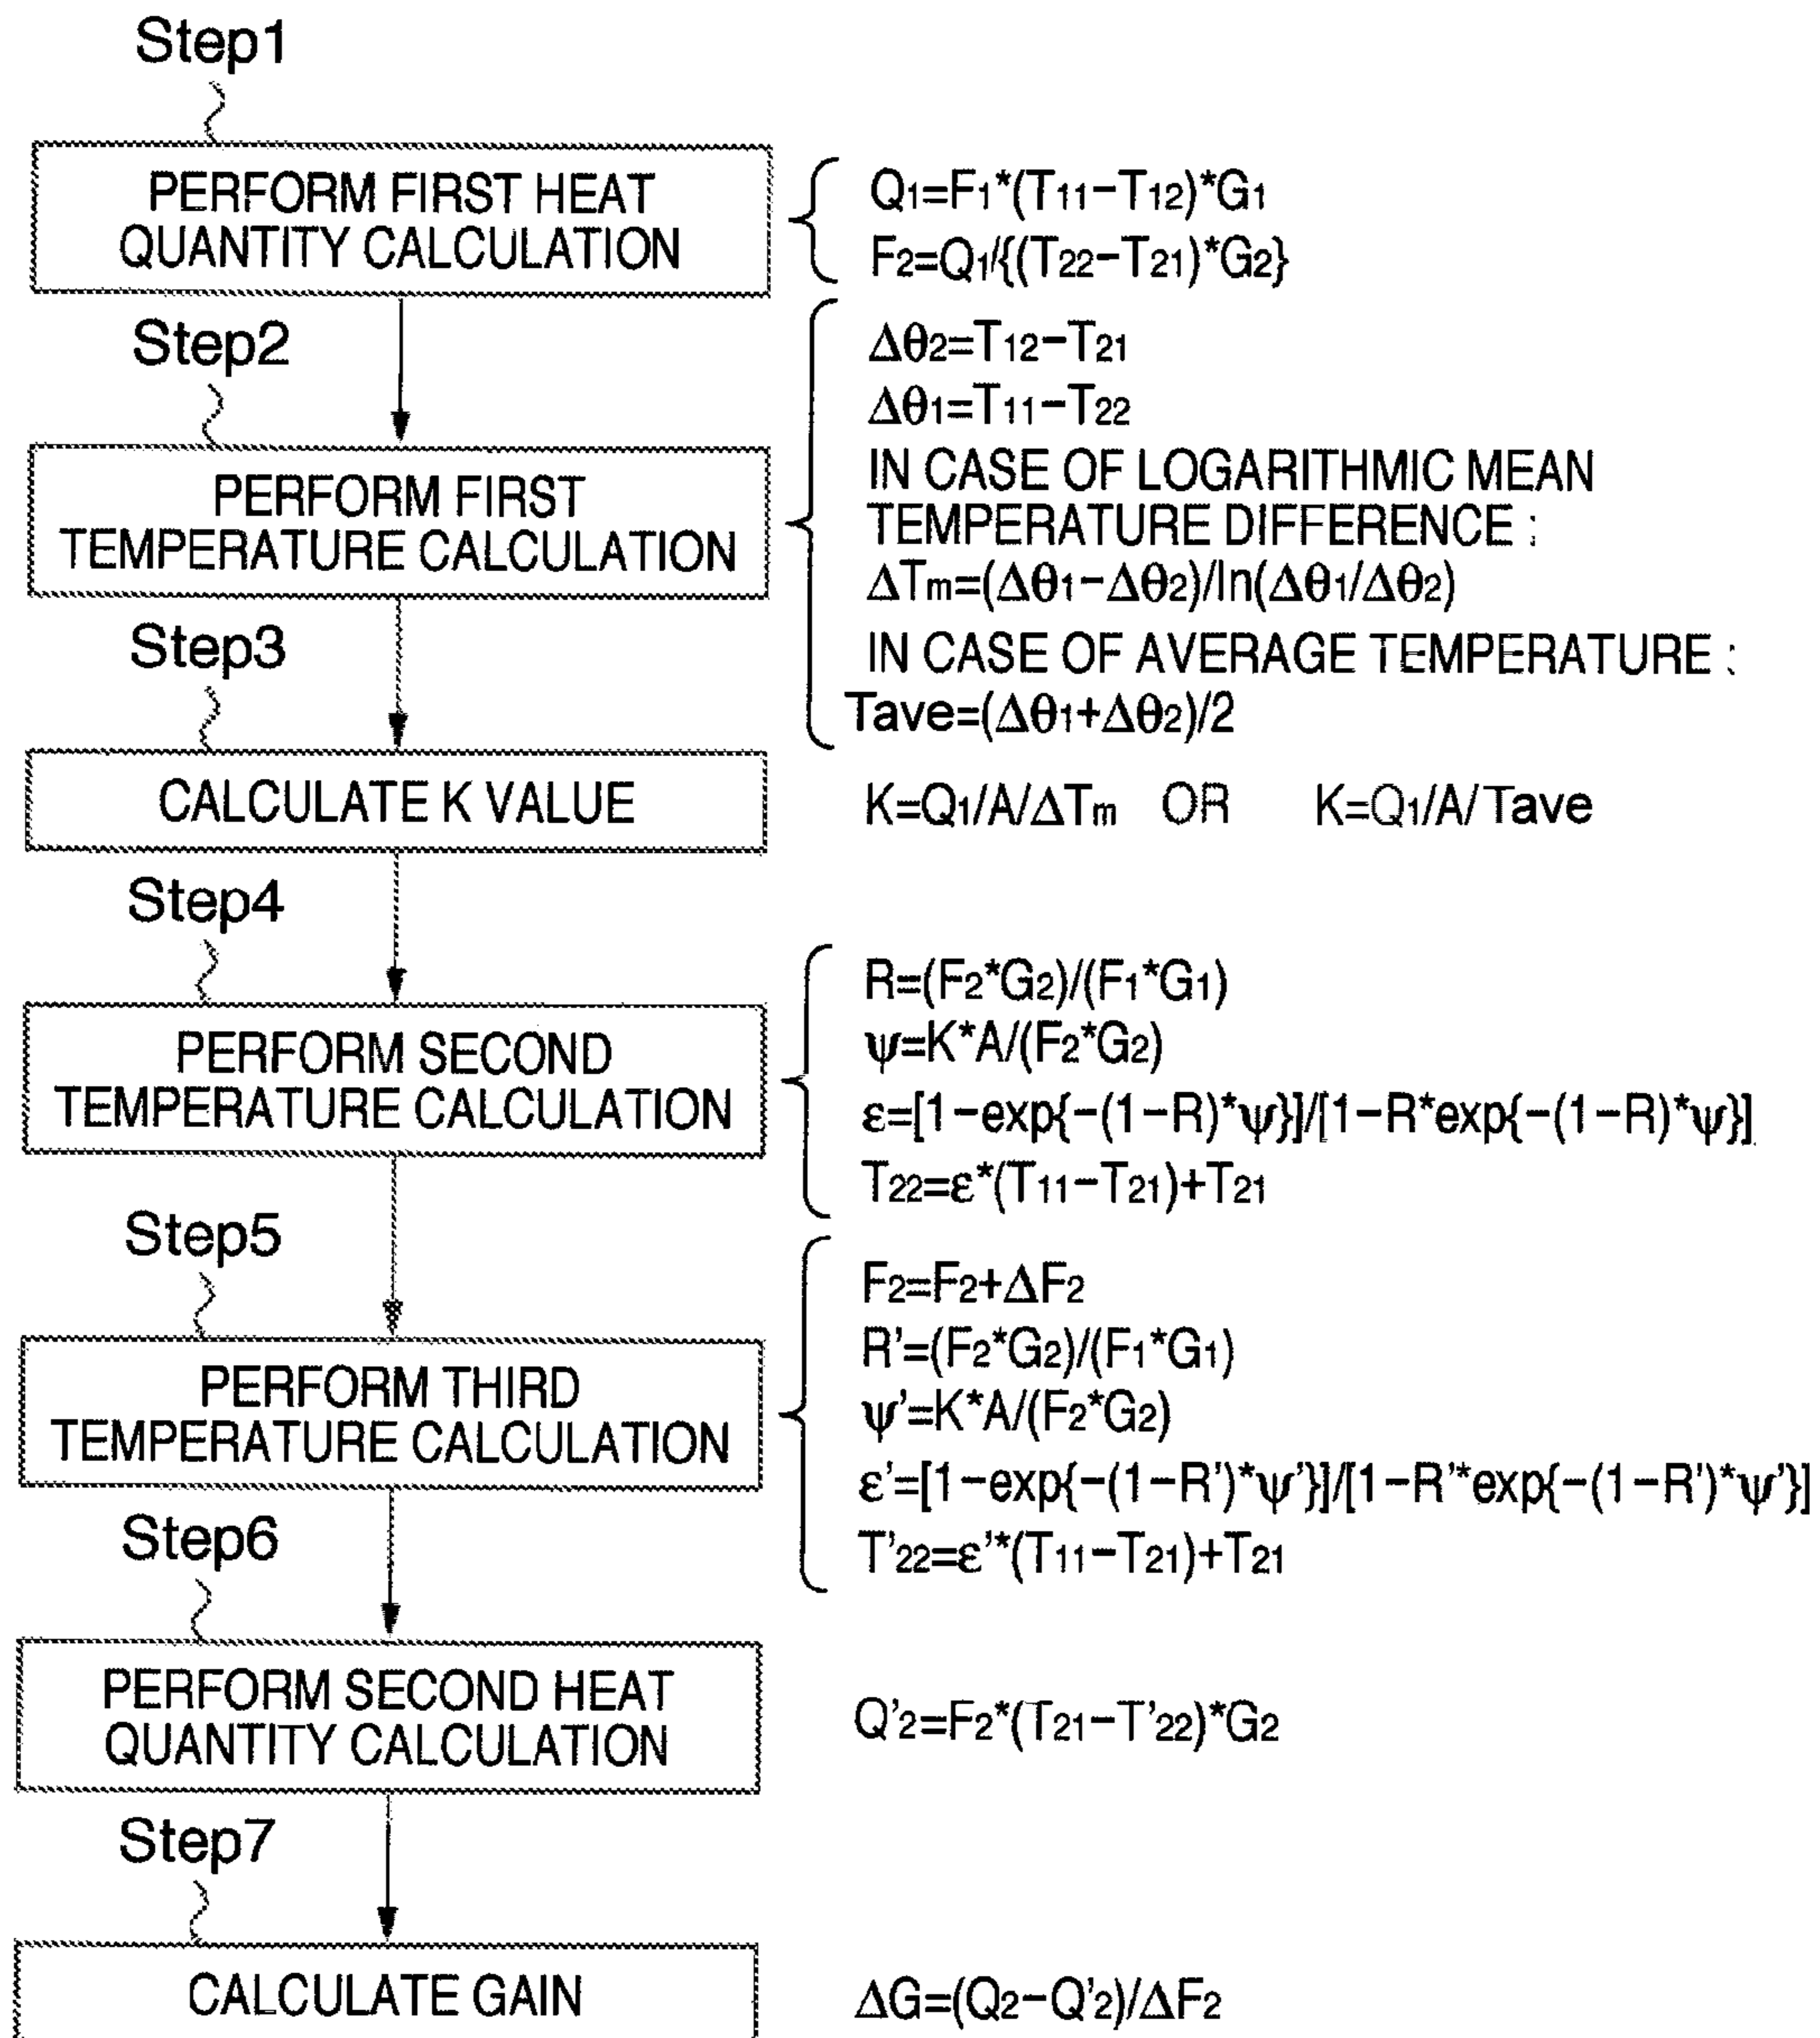 Step1
PERFORM FIRST HEAT
QUANTITY CALCULATION
Q1=F1*(T11-T12)*G1
F2=Q1/{(T22-T21)*G2}
Step2
PERFORM FIRST
TEMPERATURE CALCULATION
Δθ2=T12-T21
Δθ1=T11-T22
IN CASE OF LOGARITHMIC MEAN
TEMPERATURE DIFFERENCE :
ΔTm=(Δθ1-Δθ2)/ln(Δθ1/Δθ2)
IN CASE OF AVERAGE TEMPERATURE :
Tave=(Δθ1+Δθ2)/2
Step3
CALCULATE K VALUE
K=Q1/A/ΔTm OR K=Q1/A/Tave
Step4
PERFORM SECOND
TEMPERATURE CALCULATION
R=(F2*G2)/(F1*G1)
ψ=K*A/(F2*G2)
ε=[1-exp{-(1-R)*ψ}]/[1-R*exp{-(1-R)*ψ}]
T22=ε*(T11-T21)+T21
Step5
PERFORM THIRD
TEMPERATURE CALCULATION
F2=F2+ΔF2
R'=(F2*G2)/(F1*G1)
ψ'=K*A/(F2*G2)
ε'=[1-exp{-(1-R')*ψ'}]/[1-R'*exp{-(1-R')*ψ'}]
T'22=ε'*(T11-T21)+T21
Step6
PERFORM SECOND HEAT
QUANTITY CALCULATION
Q'2=F2*(T21-T'22)*G2
Step7
CALCULATE GAIN
ΔG=(Q2-Q'2)/ΔF2